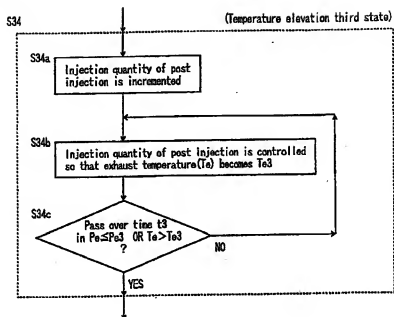 S34
(Temperature elevation third state)
S34a
Injection quantity of post
injection is incremented
S34b
Injection quantity of post injection is controlled
so that exhaust temperature(Te) becomes Te3
S34c
Pass over time t3
in Pe≤Pe3 OR Te>Te3
?
NO
YES